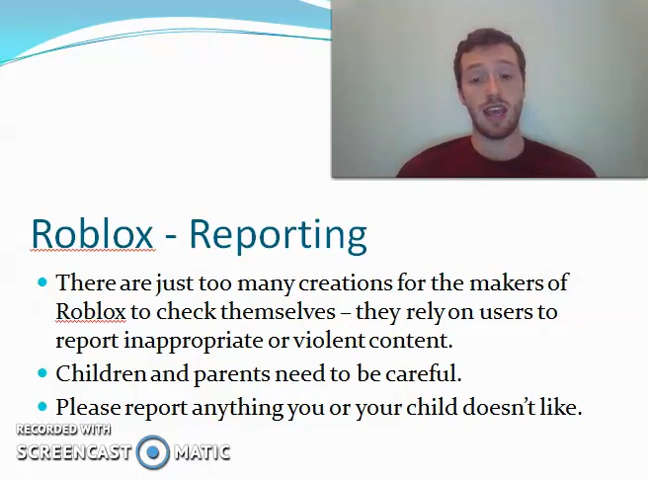 Roblox - Reporting
There are just too many creations for the makers of
Roblox to check themselves – they rely on users to
report inappropriate or violent content.
Children and parents need to be careful.
Please report anything you or your child doesn't like.
RECORDED WITH
SCREENCAST MATIC